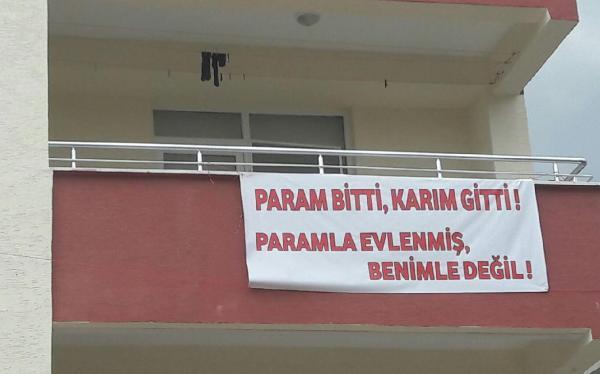 PARAM BİTTİ, KARIM GİTTİ !
PARAMLA EVLENMİŞ,
BENİMLE DEĞİL !